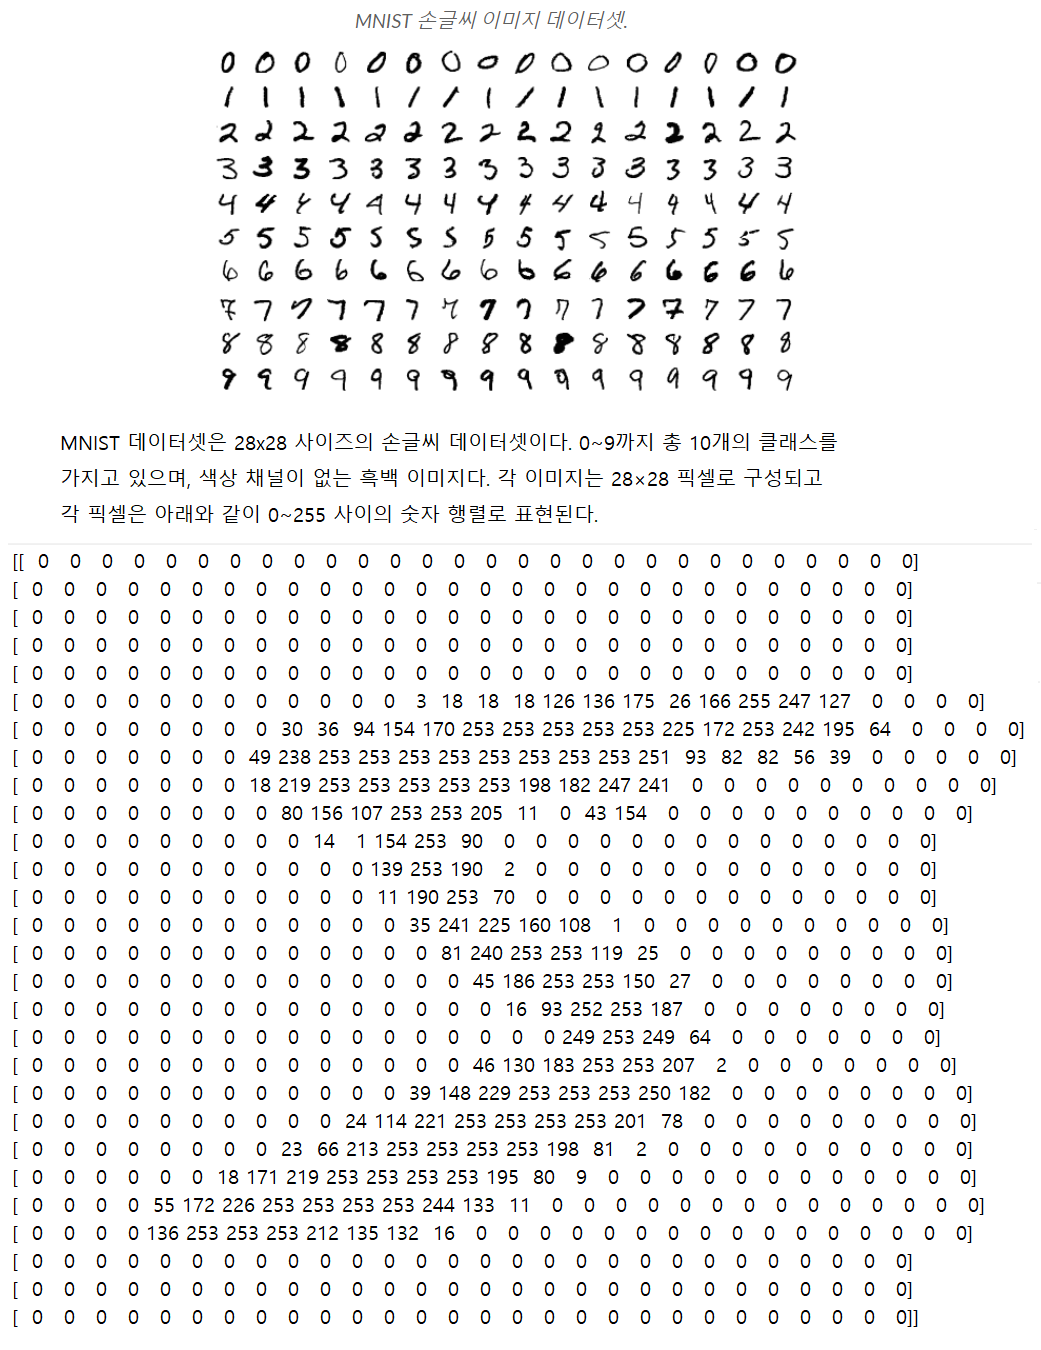 MNIST 손글씨 이미지 데이터셋.
0 0 0 0 0 0 0 0 0 0 0 0 0 0 0 0
1 1 1 1 1 1 1 1 1 1 1 1 1 1 1 1
2 2 2 2 2 2 2 2 2 2 2 2 2 2 2 2
3 3 3 3 3 3 3 3 3 3 3 3 3 3 3 3
4 4 4 4 4 4 4 4 4 4 4 4 4 4 4 4
5 5 5 5 5 5 5 5 5 5 5 5 5 5 5 5
6 6 6 6 6 6 6 6 6 6 6 6 6 6 6 6
7 7 7 7 7 7 7 7 7 7 7 7 7 7 7 7
8 8 8 8 8 8 8 8 8 8 8 8 8 8 8 8
9 9 9 9 9 9 9 9 9 9 9 9 9 9 9 9
MNIST 데이터셋은 28x28 사이즈의 손글씨 데이터셋이다. 0~9까지 총 10개의 클래스를
가지고 있으며, 색상 채널이 없는 흑백 이미지다. 각 이미지는 28×28 픽셀로 구성되고
각 픽셀은 아래와 같이 0~255 사이의 숫자 행렬로 표현된다.
[[ 0 0 0 0 0 0 0 0 0 0 0 0 0 0 0 0 0 0 0 0 0 0 0 0 0 0 0 0]
[ 0 0 0 0 0 0 0 0 0 0 0 0 0 0 0 0 0 0 0 0 0 0 0 0 0 0 0 0]
[ 0 0 0 0 0 0 0 0 0 0 0 0 0 0 0 0 0 0 0 0 0 0 0 0 0 0 0 0]
[ 0 0 0 0 0 0 0 0 0 0 0 0 0 0 0 0 0 0 0 0 0 0 0 0 0 0 0 0]
[ 0 0 0 0 0 0 0 0 0 0 0 0 0 0 0 0 0 0 0 0 0 0 0 0 0 0 0 0]
[ 0 0 0 0 0 0 0 0 0 0 0 0 3 18 18 18 126 136 175 26 166 255 247 127 0 0 0 0]
[ 0 0 0 0 0 0 0 0 30 36 94 154 170 253 253 253 253 253 225 172 253 242 195 64 0 0 0 0]
[ 0 0 0 0 0 0 0 49 238 253 253 253 253 253 253 253 253 251 93 82 82 56 39 0 0 0 0 0]
[ 0 0 0 0 0 0 0 18 219 253 253 253 253 253 198 182 247 241 0 0 0 0 0 0 0 0 0 0]
[ 0 0 0 0 0 0 0 0 80 156 107 253 253 205 11 0 43 154 0 0 0 0 0 0 0 0 0 0]
[ 0 0 0 0 0 0 0 0 0 14 1 154 253 90 0 0 0 0 0 0 0 0 0 0 0 0 0 0]
[ 0 0 0 0 0 0 0 0 0 0 0 139 253 190 2 0 0 0 0 0 0 0 0 0 0 0 0 0]
[ 0 0 0 0 0 0 0 0 0 0 0 11 190 253 70 0 0 0 0 0 0 0 0 0 0 0 0 0]
[ 0 0 0 0 0 0 0 0 0 0 0 0 35 241 225 160 108 1 0 0 0 0 0 0 0 0 0 0]
[ 0 0 0 0 0 0 0 0 0 0 0 0 0 81 240 253 253 119 25 0 0 0 0 0 0 0 0 0]
[ 0 0 0 0 0 0 0 0 0 0 0 0 0 0 45 186 253 253 150 27 0 0 0 0 0 0 0 0]
[ 0 0 0 0 0 0 0 0 0 0 0 0 0 0 0 16 93 252 253 187 0 0 0 0 0 0 0 0]
[ 0 0 0 0 0 0 0 0 0 0 0 0 0 0 0 0 0 249 253 249 64 0 0 0 0 0 0 0]
[ 0 0 0 0 0 0 0 0 0 0 0 0 0 0 46 130 183 253 253 207 2 0 0 0 0 0 0 0]
[ 0 0 0 0 0 0 0 0 0 0 0 0 39 148 229 253 253 253 250 182 0 0 0 0 0 0 0 0]
[ 0 0 0 0 0 0 0 0 0 0 24 114 221 253 253 253 253 201 78 0 0 0 0 0 0 0 0 0]
[ 0 0 0 0 0 0 0 0 23 66 213 253 253 253 253 198 81 2 0 0 0 0 0 0 0 0 0 0]
[ 0 0 0 0 0 0 18 171 219 253 253 253 253 195 80 9 0 0 0 0 0 0 0 0 0 0 0 0]
[ 0 0 0 0 55 172 226 253 253 253 253 244 133 11 0 0 0 0 0 0 0 0 0 0 0 0 0 0]
[ 0 0 0 0 136 253 253 253 212 135 132 16 0 0 0 0 0 0 0 0 0 0 0 0 0 0 0 0]
[ 0 0 0 0 0 0 0 0 0 0 0 0 0 0 0 0 0 0 0 0 0 0 0 0 0 0 0 0]
[ 0 0 0 0 0 0 0 0 0 0 0 0 0 0 0 0 0 0 0 0 0 0 0 0 0 0 0 0]
[ 0 0 0 0 0 0 0 0 0 0 0 0 0 0 0 0 0 0 0 0 0 0 0 0 0 0 0 0]]